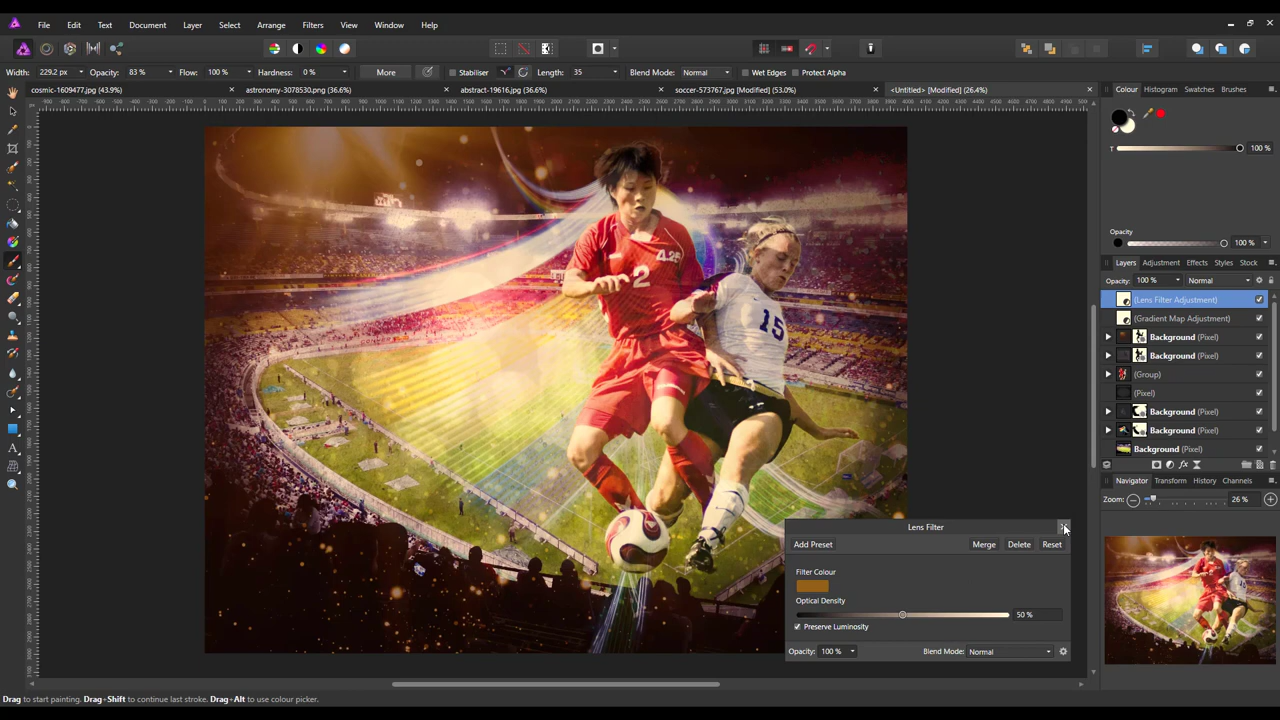 File Edit Text Document Layer Select Arrange Filters View Window Help
Width: 229.2 px Opacity: 83 % Flow: 100 % Hardness: 0 % More Stabiliser Length: 35 Blend Mode: Normal Wet Edges Protect Alpha
cosmic-1609477.jpg (43.9%) astronomy-3078530.png (36.6%) abstract-19616.jpg (36.6%) soccer-573767.jpg [Modified] (53.0%) <Untitled> [Modified] (26.4%)
Colour Histogram Swatches Brushes
T 100 %
Opacity
100 %
Layers Adjustment Effects Styles Stock
Opacity: 100 % Normal
(Lens Filter Adjustment)
(Gradient Map Adjustment)
Background (Pixel)
Background (Pixel)
(Group)
(Pixel)
Background (Pixel)
Background (Pixel)
Background (Pixel)
Navigator Transform History Channels
Zoom: 26 %
2
15
Lens Filter
Add Preset Merge Delete Reset
Filter Colour
Optical Density
50 %
Preserve Luminosity
Opacity: 100 % Blend Mode: Normal
Drag to start painting. Drag+Shift to continue last stroke. Drag+Alt to use colour picker.